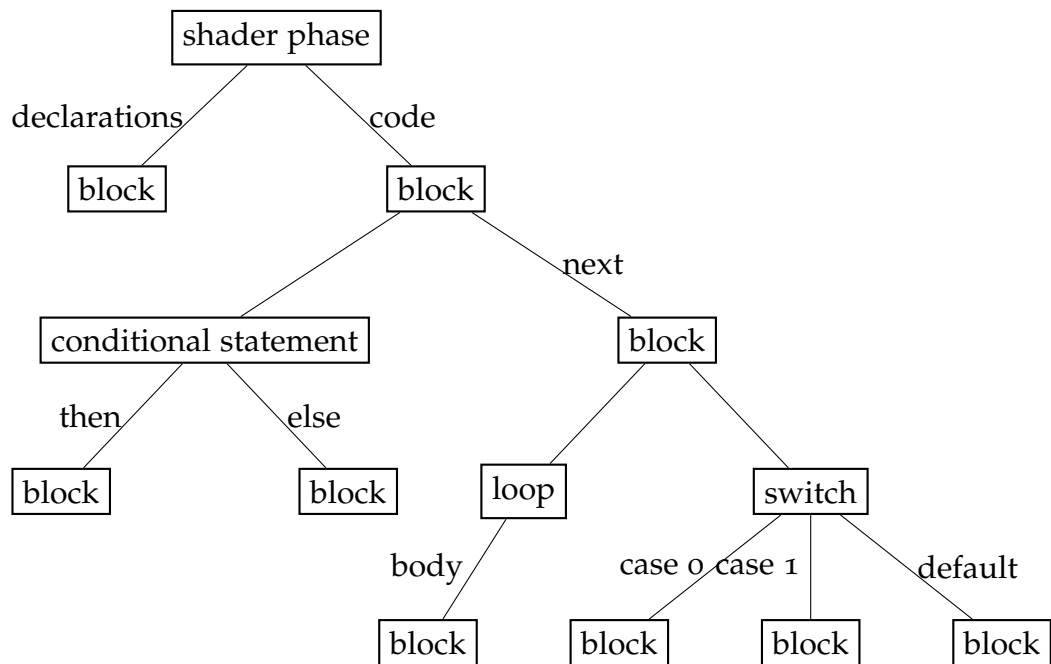 shader phase
declarations code
block block
next
conditional statement block
then else
block block loop switch
body case 0 case 1 default
block block block block